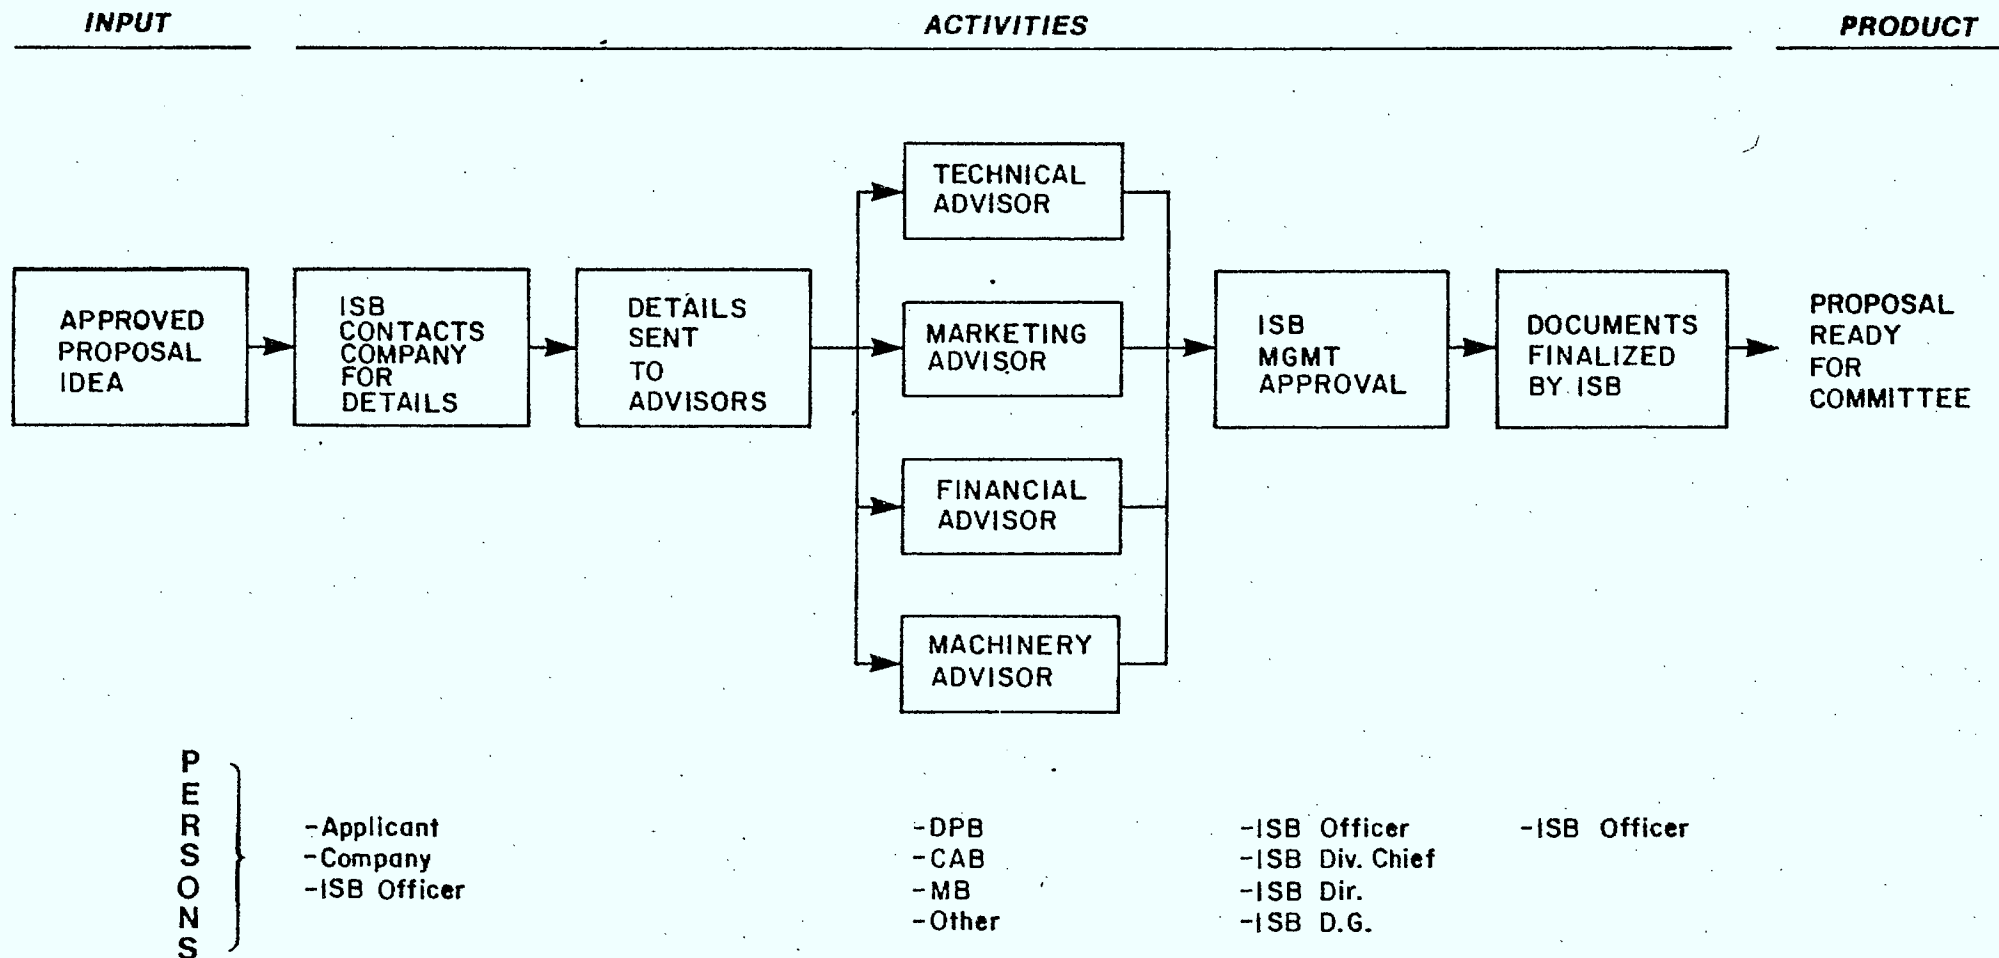 INPUT
ACTIVITIES
PRODUCT
APPROVED
PROPOSAL
IDEA
ISB
CONTACTS
COMPANY
FOR
DETAILS
DETAILS
SENT
TO
ADVISORS
TECHNICAL
ADVISOR
MARKETING
ADVISOR
FINANCIAL
ADVISOR
MACHINERY
ADVISOR
ISB
MGMT
APPROVAL
DOCUMENTS
FINALIZED
BY ISB
PROPOSAL
READY
FOR
COMMITTEE
P
E
R
S
O
N
S
-Applicant
-Company
-ISB Officer
-DPB
-CAB
-MB
-Other
-ISB Officer
-ISB Div. Chief
-ISB Dir.
-ISB D.G.
-ISB Officer